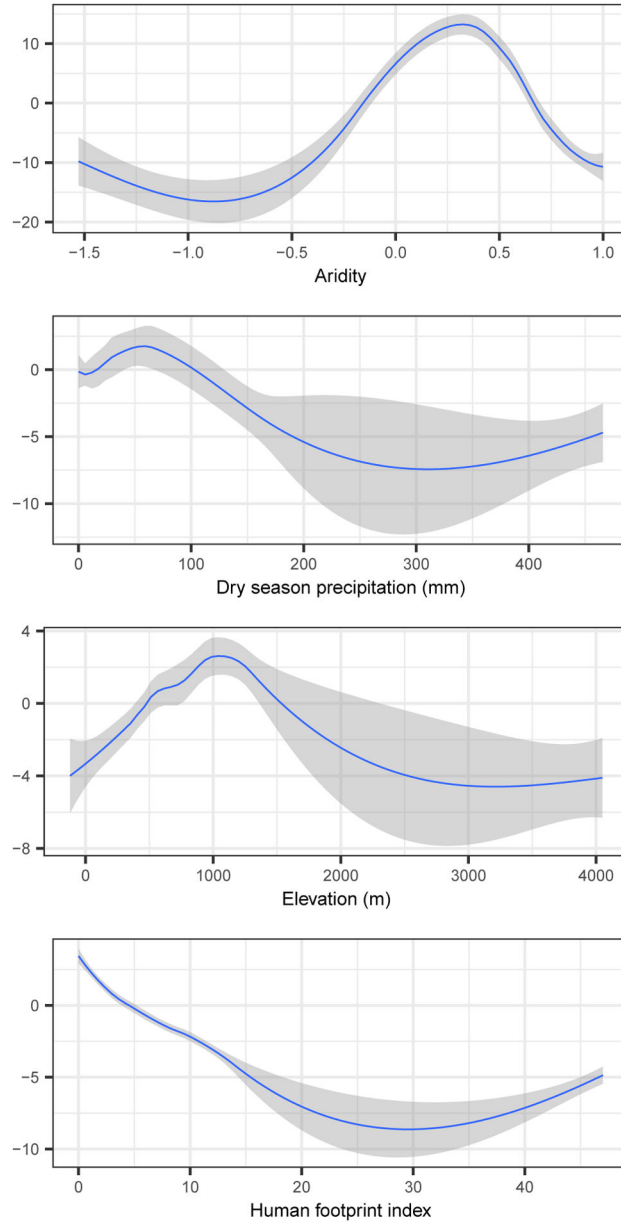 10
0
−10
−20
−1.5 −1.0 −0.5 0.0 0.5 1.0
Aridity
0
−5
−10
0 100 200 300 400
Dry season precipitation (mm)
4
0
−4
−8
0 1000 2000 3000 4000
Elevation (m)
0
−5
−10
0 10 20 30 40
Human footprint index